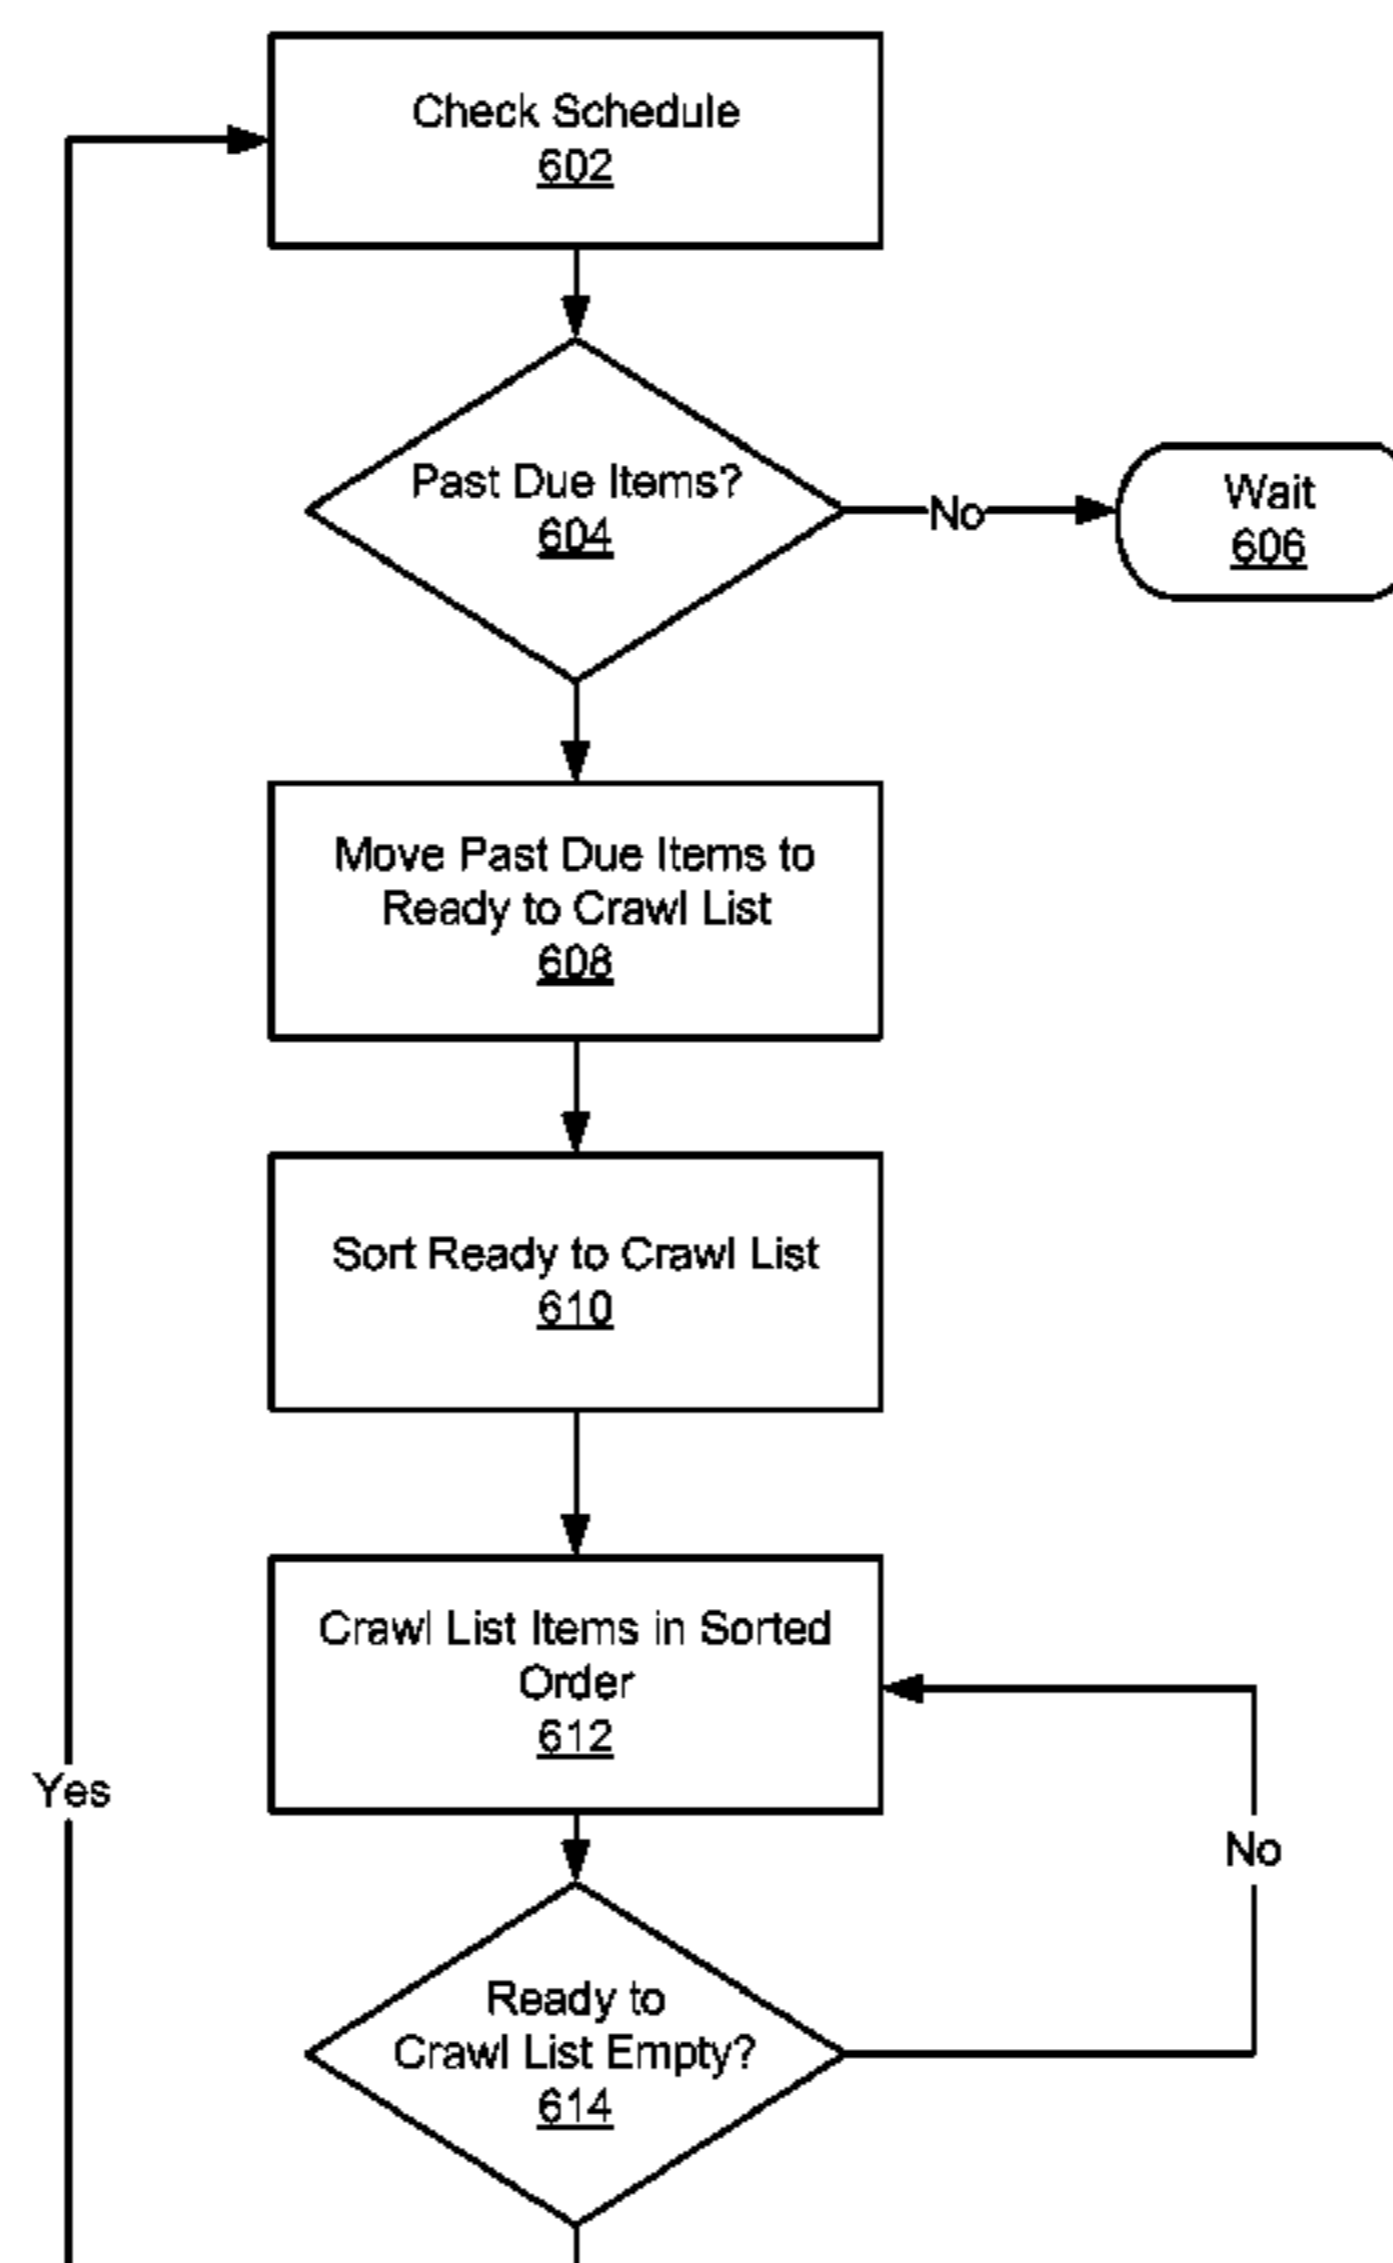 Check Schedule
602
Past Due Items?
604
No
Wait
606
Move Past Due Items to
Ready to Crawl List
608
Sort Ready to Crawl List
610
Crawl List Items in Sorted
Order
612
Yes
No
Ready to
Crawl List Empty?
614